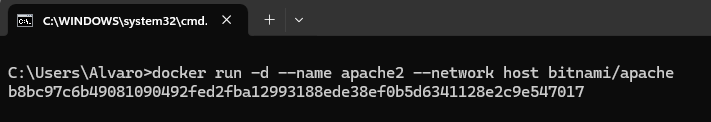 C:\WINDOWS\system32\cmd.
C:\Users\Alvaro>docker run -d --name apache2 --network host bitnami/apache
b8bc97c6b49081090492fed2fba12993188ede38ef0b5d6341128e2c9e547017